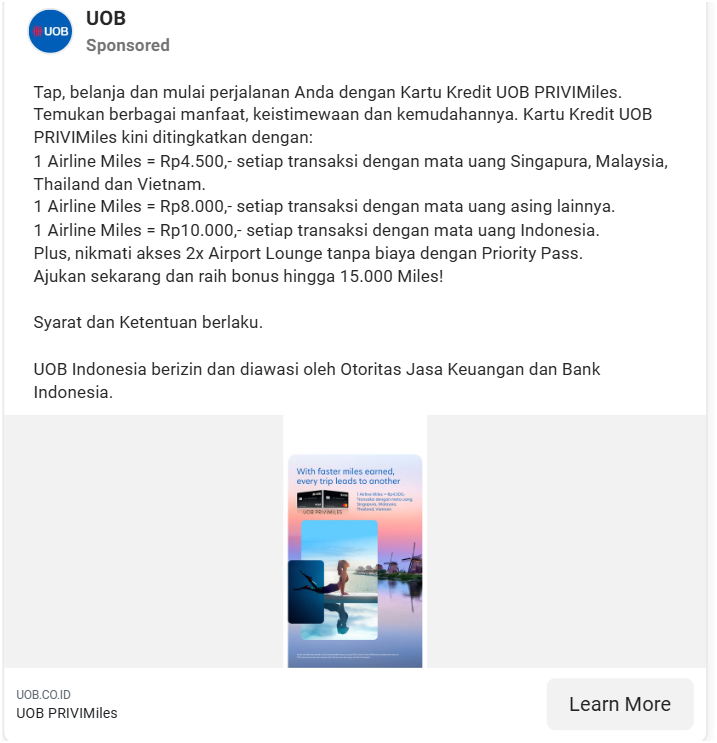 UOB
UOB
Sponsored
Tap, belanja dan mulai perjalanan Anda dengan Kartu Kredit UOB PRIVIMiles.
Temukan berbagai manfaat, keistimewaan dan kemudahannya. Kartu Kredit UOB
PRIVIMiles kini ditingkatkan dengan:
1 Airline Miles = Rp4.500,- setiap transaksi dengan mata uang Singapura, Malaysia,
Thailand dan Vietnam.
1 Airline Miles = Rp8.000,- setiap transaksi dengan mata uang asing lainnya.
1 Airline Miles = Rp10.000,- setiap transaksi dengan mata uang Indonesia.
Plus, nikmati akses 2x Airport Lounge tanpa biaya dengan Priority Pass.
Ajukan sekarang dan raih bonus hingga 15.000 Miles!
Syarat dan Ketentuan berlaku.
UOB Indonesia berizin dan diawasi oleh Otoritas Jasa Keuangan dan Bank
Indonesia.
With faster miles earned,
every trip leads to another
1 Airline Miles = Rp4.500,-
Transaksi dengan mata uang
Singapura, Malaysia,
Thailand, Vietnam
UOB PRIVIMILES
UOB.CO.ID
UOB PRIVIMiles
Learn More